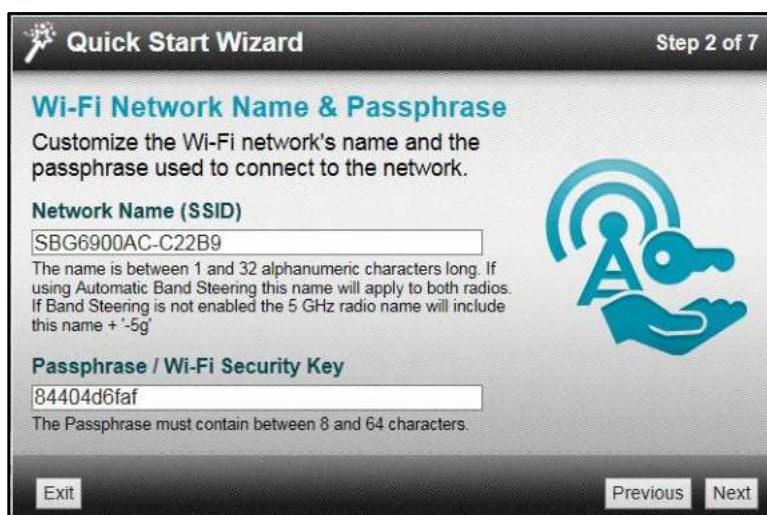 Quick Start Wizard
Step 2 of 7
Wi-Fi Network Name & Passphrase
Customize the Wi-Fi network's name and the
passphrase used to connect to the network.
Network Name (SSID)
SBG6900AC-C22B9
The name is between 1 and 32 alphanumeric characters long. If
using Automatic Band Steering this name will apply to both radios.
If Band Steering is not enabled the 5 GHz radio name will include
this name + '-5g'
Passphrase / Wi-Fi Security Key
84404d6faf
The Passphrase must contain between 8 and 64 characters.
Exit
Previous
Next